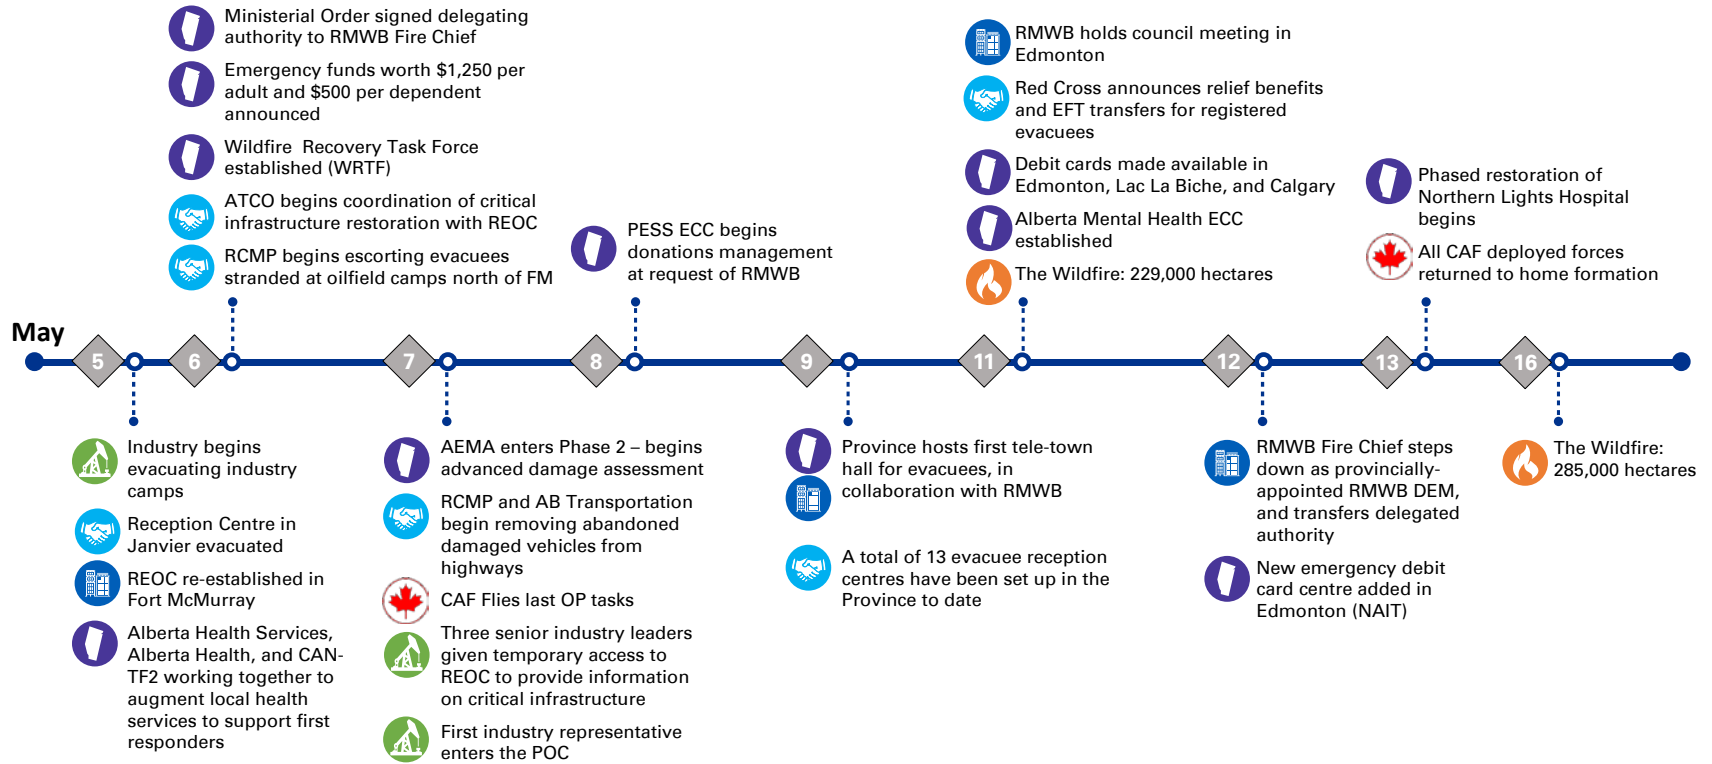 Ministerial Order signed delegating
authority to RMWB Fire Chief
Emergency funds worth $1,250 per
adult and $500 per dependent
announced
Wildfire  Recovery Task Force
established (WRTF)
ATCO begins coordination of critical
infrastructure restoration with REOC
RCMP begins escorting evacuees
stranded at oilfield camps north of FM
PESS ECC begins
donations management
at request of RMWB
RMWB holds council meeting in
Edmonton
Red Cross announces relief benefits
and EFT transfers for registered
evacuees
Debit cards made available in
Edmonton, Lac La Biche, and Calgary
Alberta Mental Health ECC
established
The Wildfire: 229,000 hectares
Phased restoration of
Northern Lights Hospital
begins
All CAF deployed forces
returned to home formation
May
5
6
7
8
9
11
12
13
16
Industry begins
evacuating industry
camps
Reception Centre in
Janvier evacuated
REOC re-established in
Fort McMurray
Alberta Health Services,
Alberta Health, and CAN-
TF2 working together to
augment local health
services to support first
responders
AEMA enters Phase 2 – begins
advanced damage assessment
RCMP and AB Transportation
begin removing abandoned
damaged vehicles from
highways
CAF Flies last OP tasks
Three senior industry leaders
given temporary access to
REOC to provide information
on critical infrastructure
First industry representative
enters the POC
Province hosts first tele-town
hall for evacuees, in
collaboration with RMWB
A total of 13 evacuee reception
centres have been set up in the
Province to date
RMWB Fire Chief steps
down as provincially-
appointed RMWB DEM,
and transfers delegated
authority
New emergency debit
card centre added in
Edmonton (NAIT)
The Wildfire:
285,000 hectares